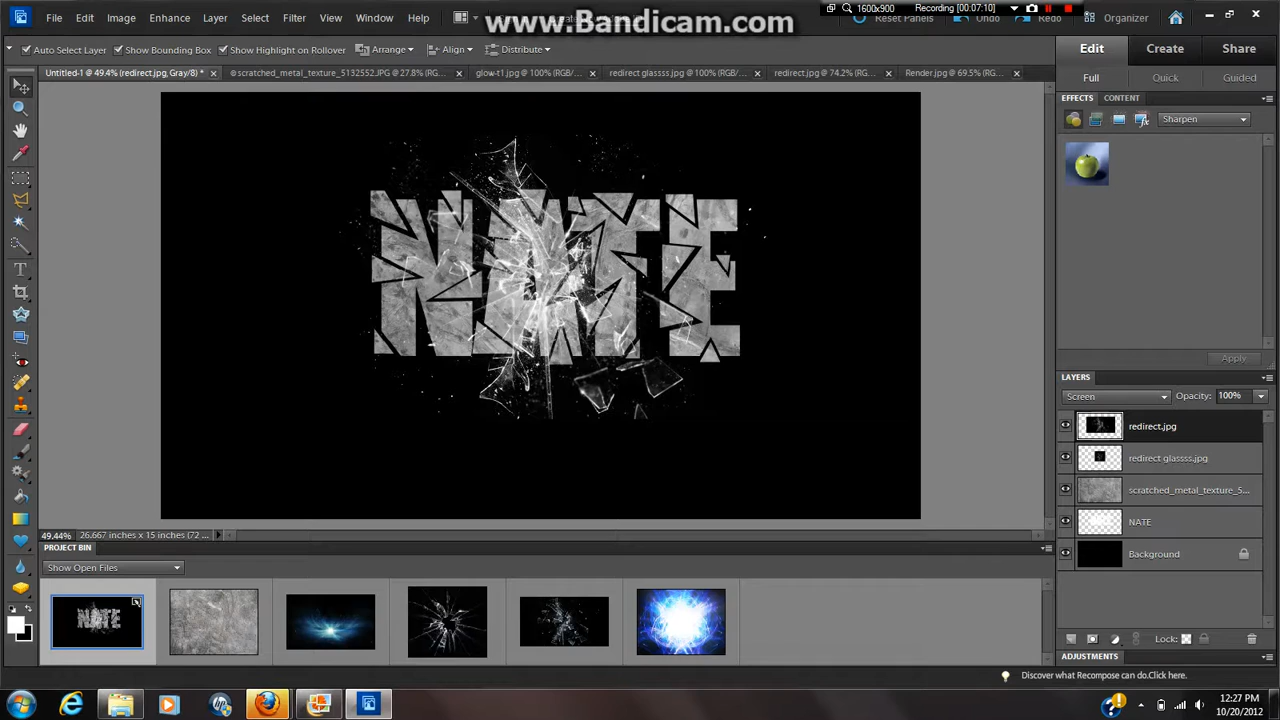 File Edit Image Enhance Layer Select Filter View Window Help
www.Bandicam.com
1600x900 Recording [00:07:10]
Reset Panels Undo Redo Organizer
Auto Select Layer Show Bounding Box Show Highlight on Rollover Arrange Align Distribute
Edit Create Share
Untitled-1 @ 49.4% (redirect.jpg, Gray/8) * scratched_metal_texture_5132552.JPG @ 27.8% (RG... glow-t1.jpg @ 100% (RGB/... redirect glassss.jpg @ 100% (RGB/... redirect.jpg @ 74.2% (RGB/... Render.jpg @ 69.5% (RG...
Full Quick Guided
EFFECTS CONTENT
Sharpen
NATE
Apply
LAYERS
Screen Opacity: 100%
redirect.jpg
redirect glassss.jpg
scratched_metal_texture_5...
NATE
Background
49.44% 26.667 inches x 15 inches (72 ...
PROJECT BIN
Show Open Files
NATE
Lock:
ADJUSTMENTS
Discover what Recompose can do.Click here.
12:27 PM
10/20/2012